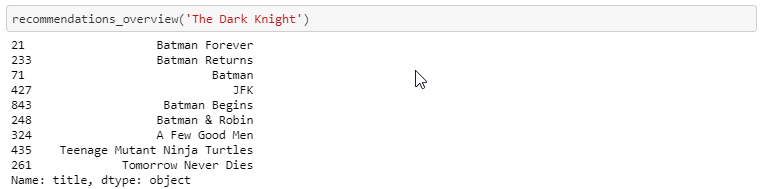 recommendations_overview('The Dark Knight')
21 Batman Forever
233 Batman Returns
71 Batman
427 JFK
843 Batman Begins
248 Batman & Robin
324 A Few Good Men
435 Teenage Mutant Ninja Turtles
261 Tomorrow Never Dies
Name: title, dtype: object